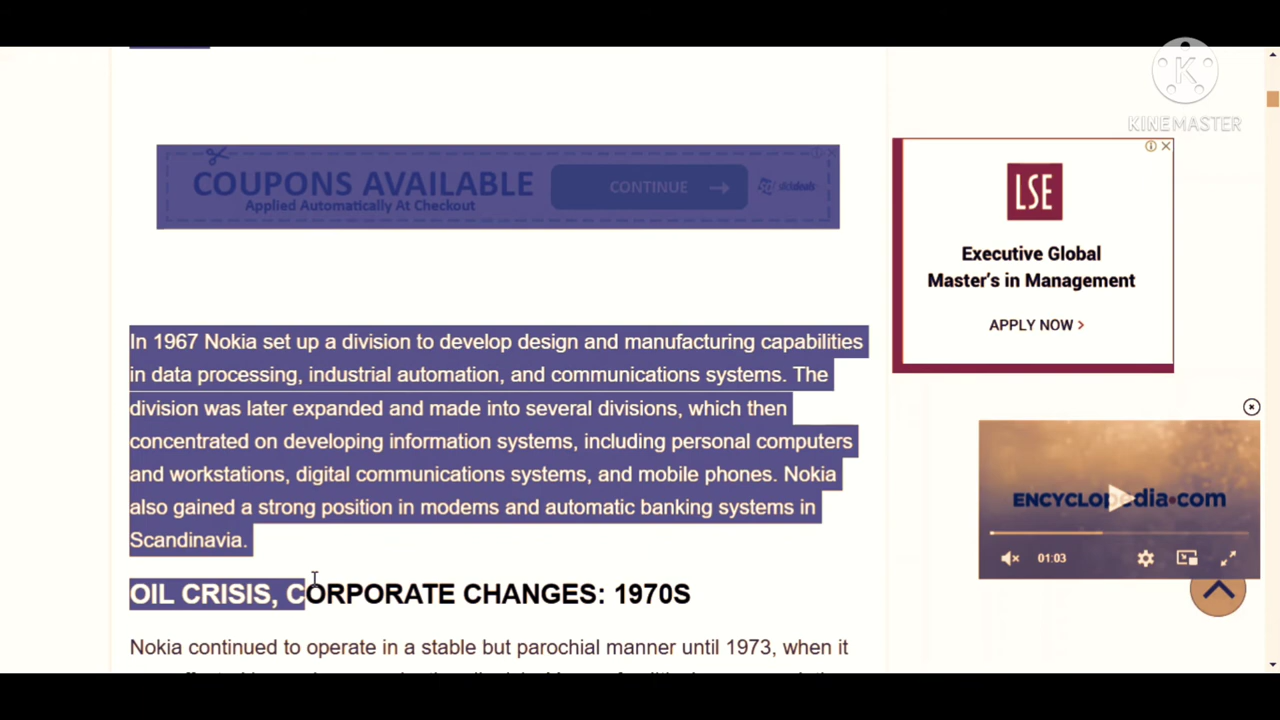 KINEMASTER
COUPONS AVAILABLE
Applied Automatically At Checkout
CONTINUE
LSE
Executive Global
Master's in Management
APPLY NOW >
In 1967 Nokia set up a division to develop design and manufacturing capabilities
in data processing, industrial automation, and communications systems. The
division was later expanded and made into several divisions, which then
concentrated on developing information systems, including personal computers
and workstations, digital communications systems, and mobile phones. Nokia
also gained a strong position in modems and automatic banking systems in
Scandinavia.
ENCYCLOPedia.com
01:03
OIL CRISIS, CORPORATE CHANGES: 1970S
Nokia continued to operate in a stable but parochial manner until 1973, when it